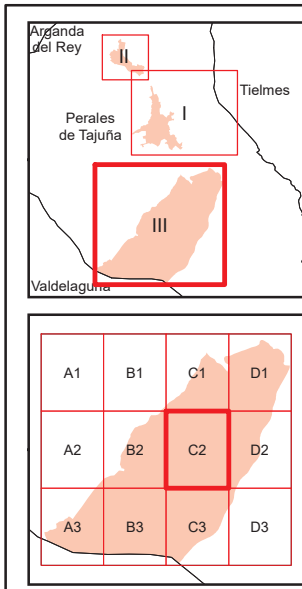 Arganda
del Rey
II
Tielmes
I
Perales
de Tajuña
III
Valdelaguna
A1 B1 C1 D1
A2 B2 C2 D2
A3 B3 C3 D3